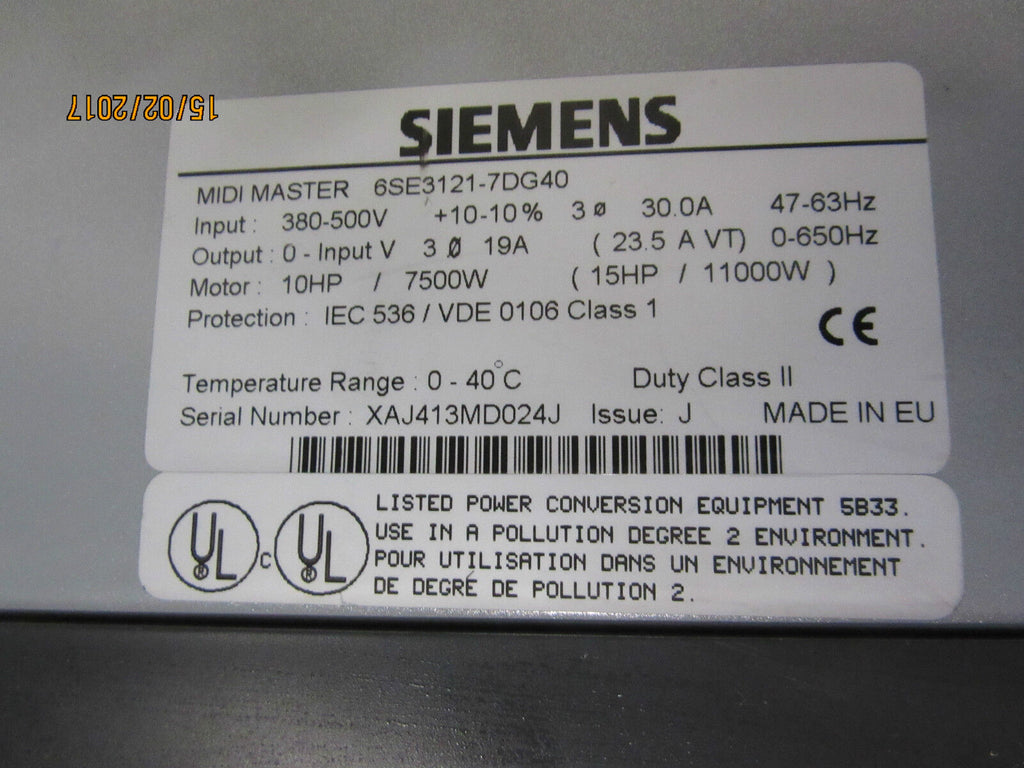 15/02/2017
SIEMENS
MIDI MASTER 6SE3121-7DG40
Input : 380-500V +10-10% 3 ø 30.0A 47-63Hz
Output : 0 - Input V 3 Ø 19A ( 23.5 A VT) 0-650Hz
Motor : 10HP / 7500W ( 15HP / 11000W )
Protection : IEC 536 / VDE 0106 Class 1
CE
Temperature Range : 0 - 40°C Duty Class II
Serial Number : XAJ413MD024J Issue: J MADE IN EU
LISTED POWER CONVERSION EQUIPMENT 5B33.
USE IN A POLLUTION DEGREE 2 ENVIRONMENT.
POUR UTILISATION DANS UN ENVIRONNEMENT
DE DEGRÉ DE POLLUTION 2.
UL® C UL®